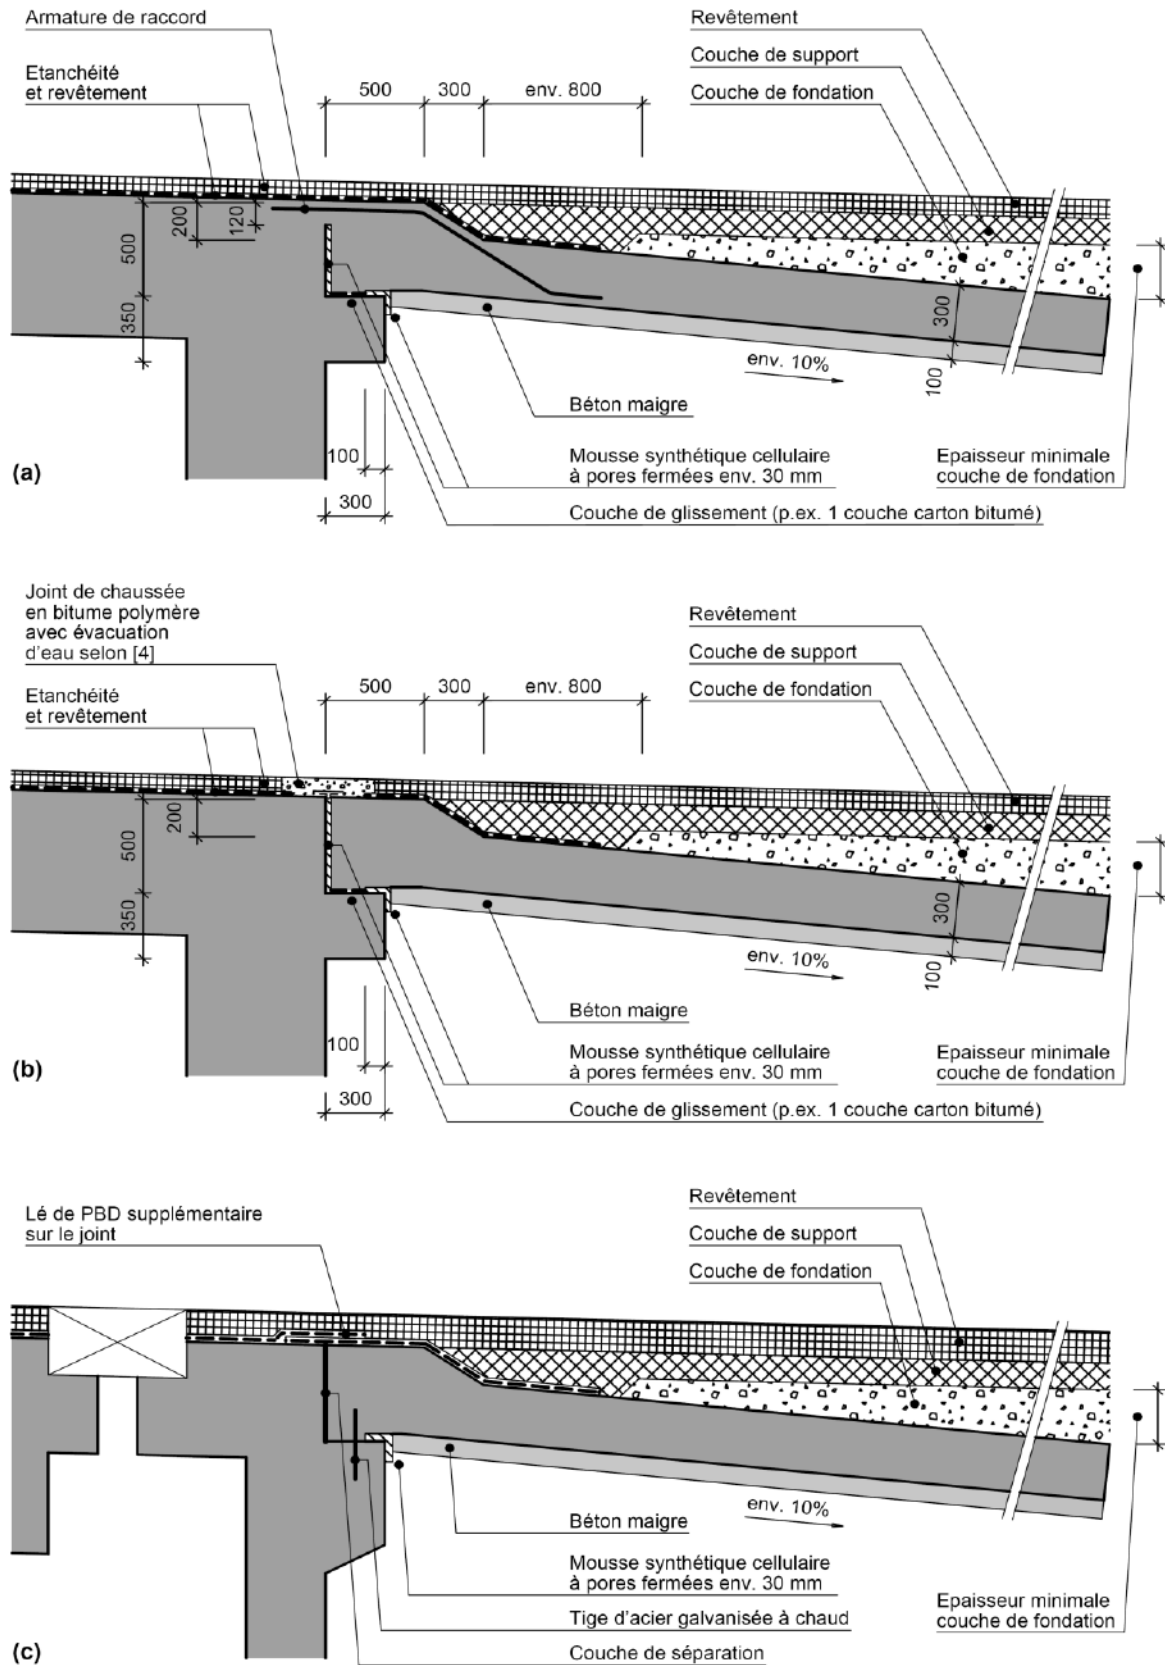 Armature de raccord
Etanchéité
et revêtement
Revêtement
Couche de support
Couche de fondation
500
300
env. 800
200
120
500
350
300
100
env. 10%
Béton maigre
100
Mousse synthétique cellulaire
à pores fermées env. 30 mm
Epaisseur minimale
couche de fondation
(a)
300
Couche de glissement (p.ex. 1 couche carton bitumé)
Joint de chaussée
en bitume polymère
avec évacuation
d'eau selon [4]
Etanchéité
et revêtement
Revêtement
Couche de support
Couche de fondation
500
300
env. 800
200
500
350
300
100
env. 10%
Béton maigre
100
Mousse synthétique cellulaire
à pores fermées env. 30 mm
Epaisseur minimale
couche de fondation
(b)
300
Couche de glissement (p.ex. 1 couche carton bitumé)
Lé de PBD supplémentaire
sur le joint
Revêtement
Couche de support
Couche de fondation
env. 10%
Béton maigre
Mousse synthétique cellulaire
à pores fermées env. 30 mm
Epaisseur minimale
couche de fondation
Tige d'acier galvanisée à chaud
(c)
Couche de séparation